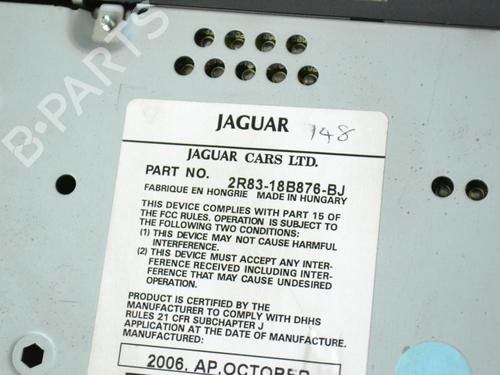 JAGUAR 148
JAGUAR CARS LTD.
PART NO. 2R83-18B876-BJ
FABRIQUE EN HONGRIE MADE IN HUNGARY
THIS DEVICE COMPLIES WITH PART 15 OF
THE FCC RULES. OPERATION IS SUBJECT TO
THE FOLLOWING TWO CONDITIONS:
(1) THIS DEVICE MAY NOT CAUSE HARMFUL
INTERFERENCE.
(2) THIS DEVICE MUST ACCEPT ANY INTER-
FERENCE RECEIVED INCLUDING INTER-
FERENCE THAT MAY CAUSE UNDESIRED
OPERATION.
PRODUCT IS CERTIFIED BY THE
MANUFACTURER TO COMPLY WITH DHHS
RULES 21 CFR SUBCHAPTER J
APPLICATION AT THE DATE OF MANUFACTURE.
MANUFACTURED:
2006. AP,OCTOBER
B-PARTS